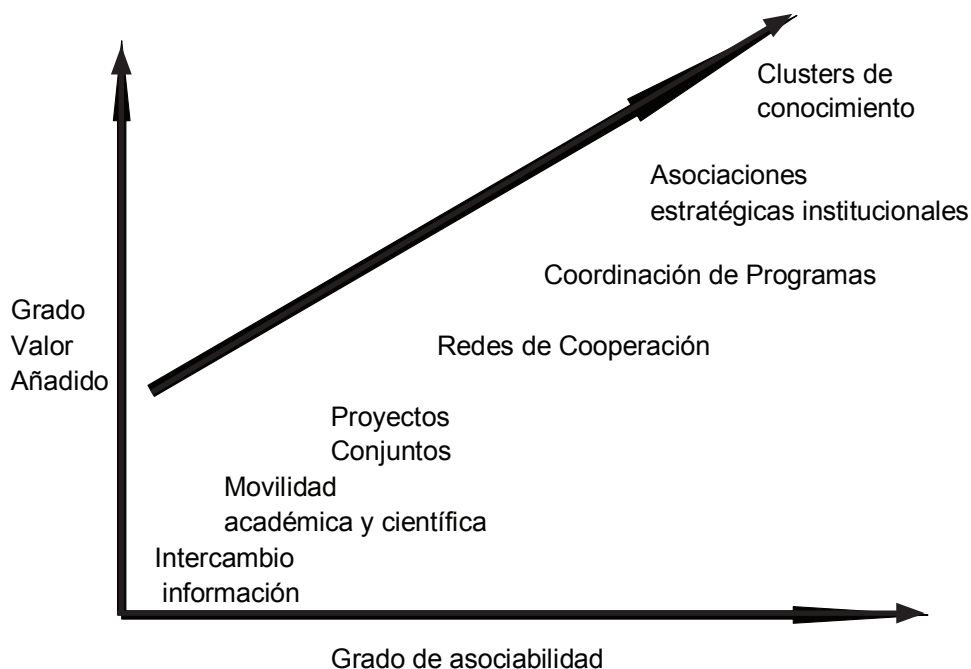 Clusters de
conocimiento
Asociaciones
estratégicas institucionales
Coordinación de Programas
Grado
Valor
Añadido
Redes de Cooperación
Proyectos
Conjuntos
Movilidad
académica y científica
Intercambio
información
Grado de asociabilidad